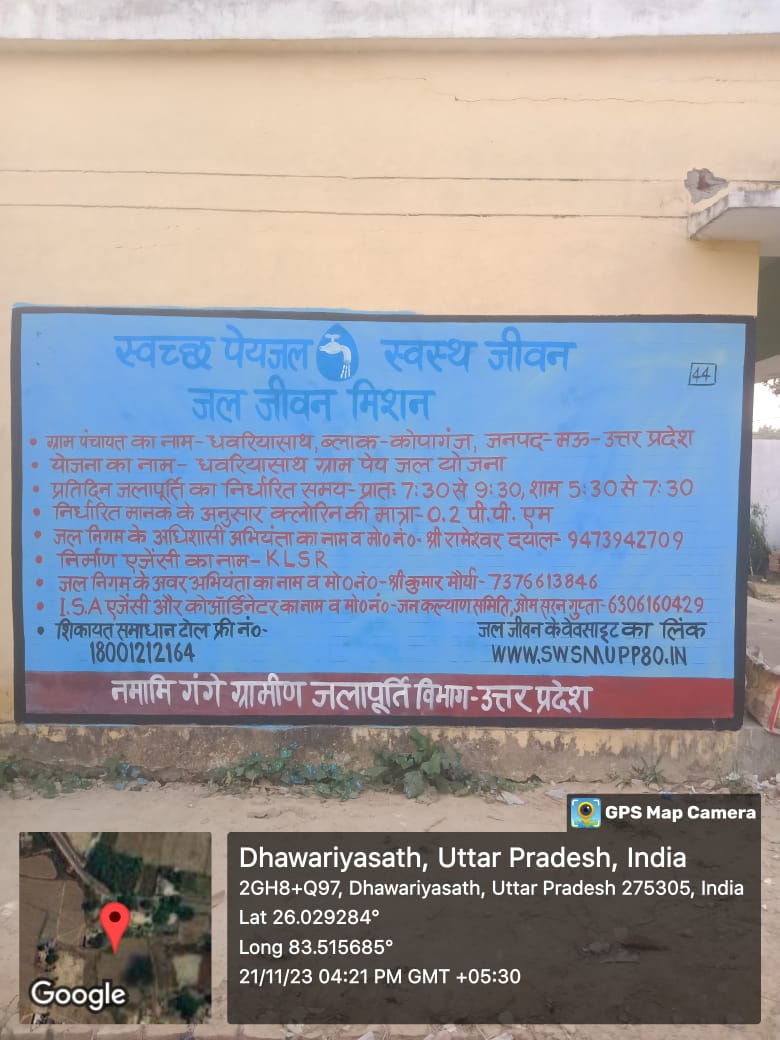 स्वच्छ पेयजल स्वस्थ जीवन
44
जल जीवन मिशन
• ग्राम पंचायत का नाम- धवरियासाथ, ब्लाक-कोपागंज, जनपद-मऊ-उत्तर प्रदेश
• योजना का नाम- धवरियासाथ ग्राम पेय जल योजना
• प्रतिदिन जलापूर्ति का निर्धारित समय- प्रातः 7:30 से 9:30, शाम 5:30 से 7:30
• निर्धारित मानक के अनुसार क्लोरिन की मात्रा- 0.2 पी.पी. एम
• जल निगम के अधिशासी अभियंता का नाम व मो० नं०- श्री रामेश्वर दयाल- 9473942709
• निर्माण एजेंसी का नाम- KLSR
• जल निगम के अवर अभियंता का नाम व मो० नं०- श्री कुमार मौर्या- 7376613846
• I.S.A एजेंसी और कोऑर्डिनेटर का नाम व मो० नं०- जन कल्याण समिति, ओम सरन गुप्ता- 6306160429
• शिकायत समाधान टोल फ्री नं०- जल जीवन के वेवसाइट का लिंक
18001212164 WWW.SWSMUPP80.IN
नमामि गंगे ग्रामीण जलापूर्ति विभाग-उत्तर प्रदेश
GPS Map Camera
Dhawariyasath, Uttar Pradesh, India
2GH8+Q97, Dhawariyasath, Uttar Pradesh 275305, India
Lat 26.029284°
Long 83.515685°
21/11/23 04:21 PM GMT +05:30
Google